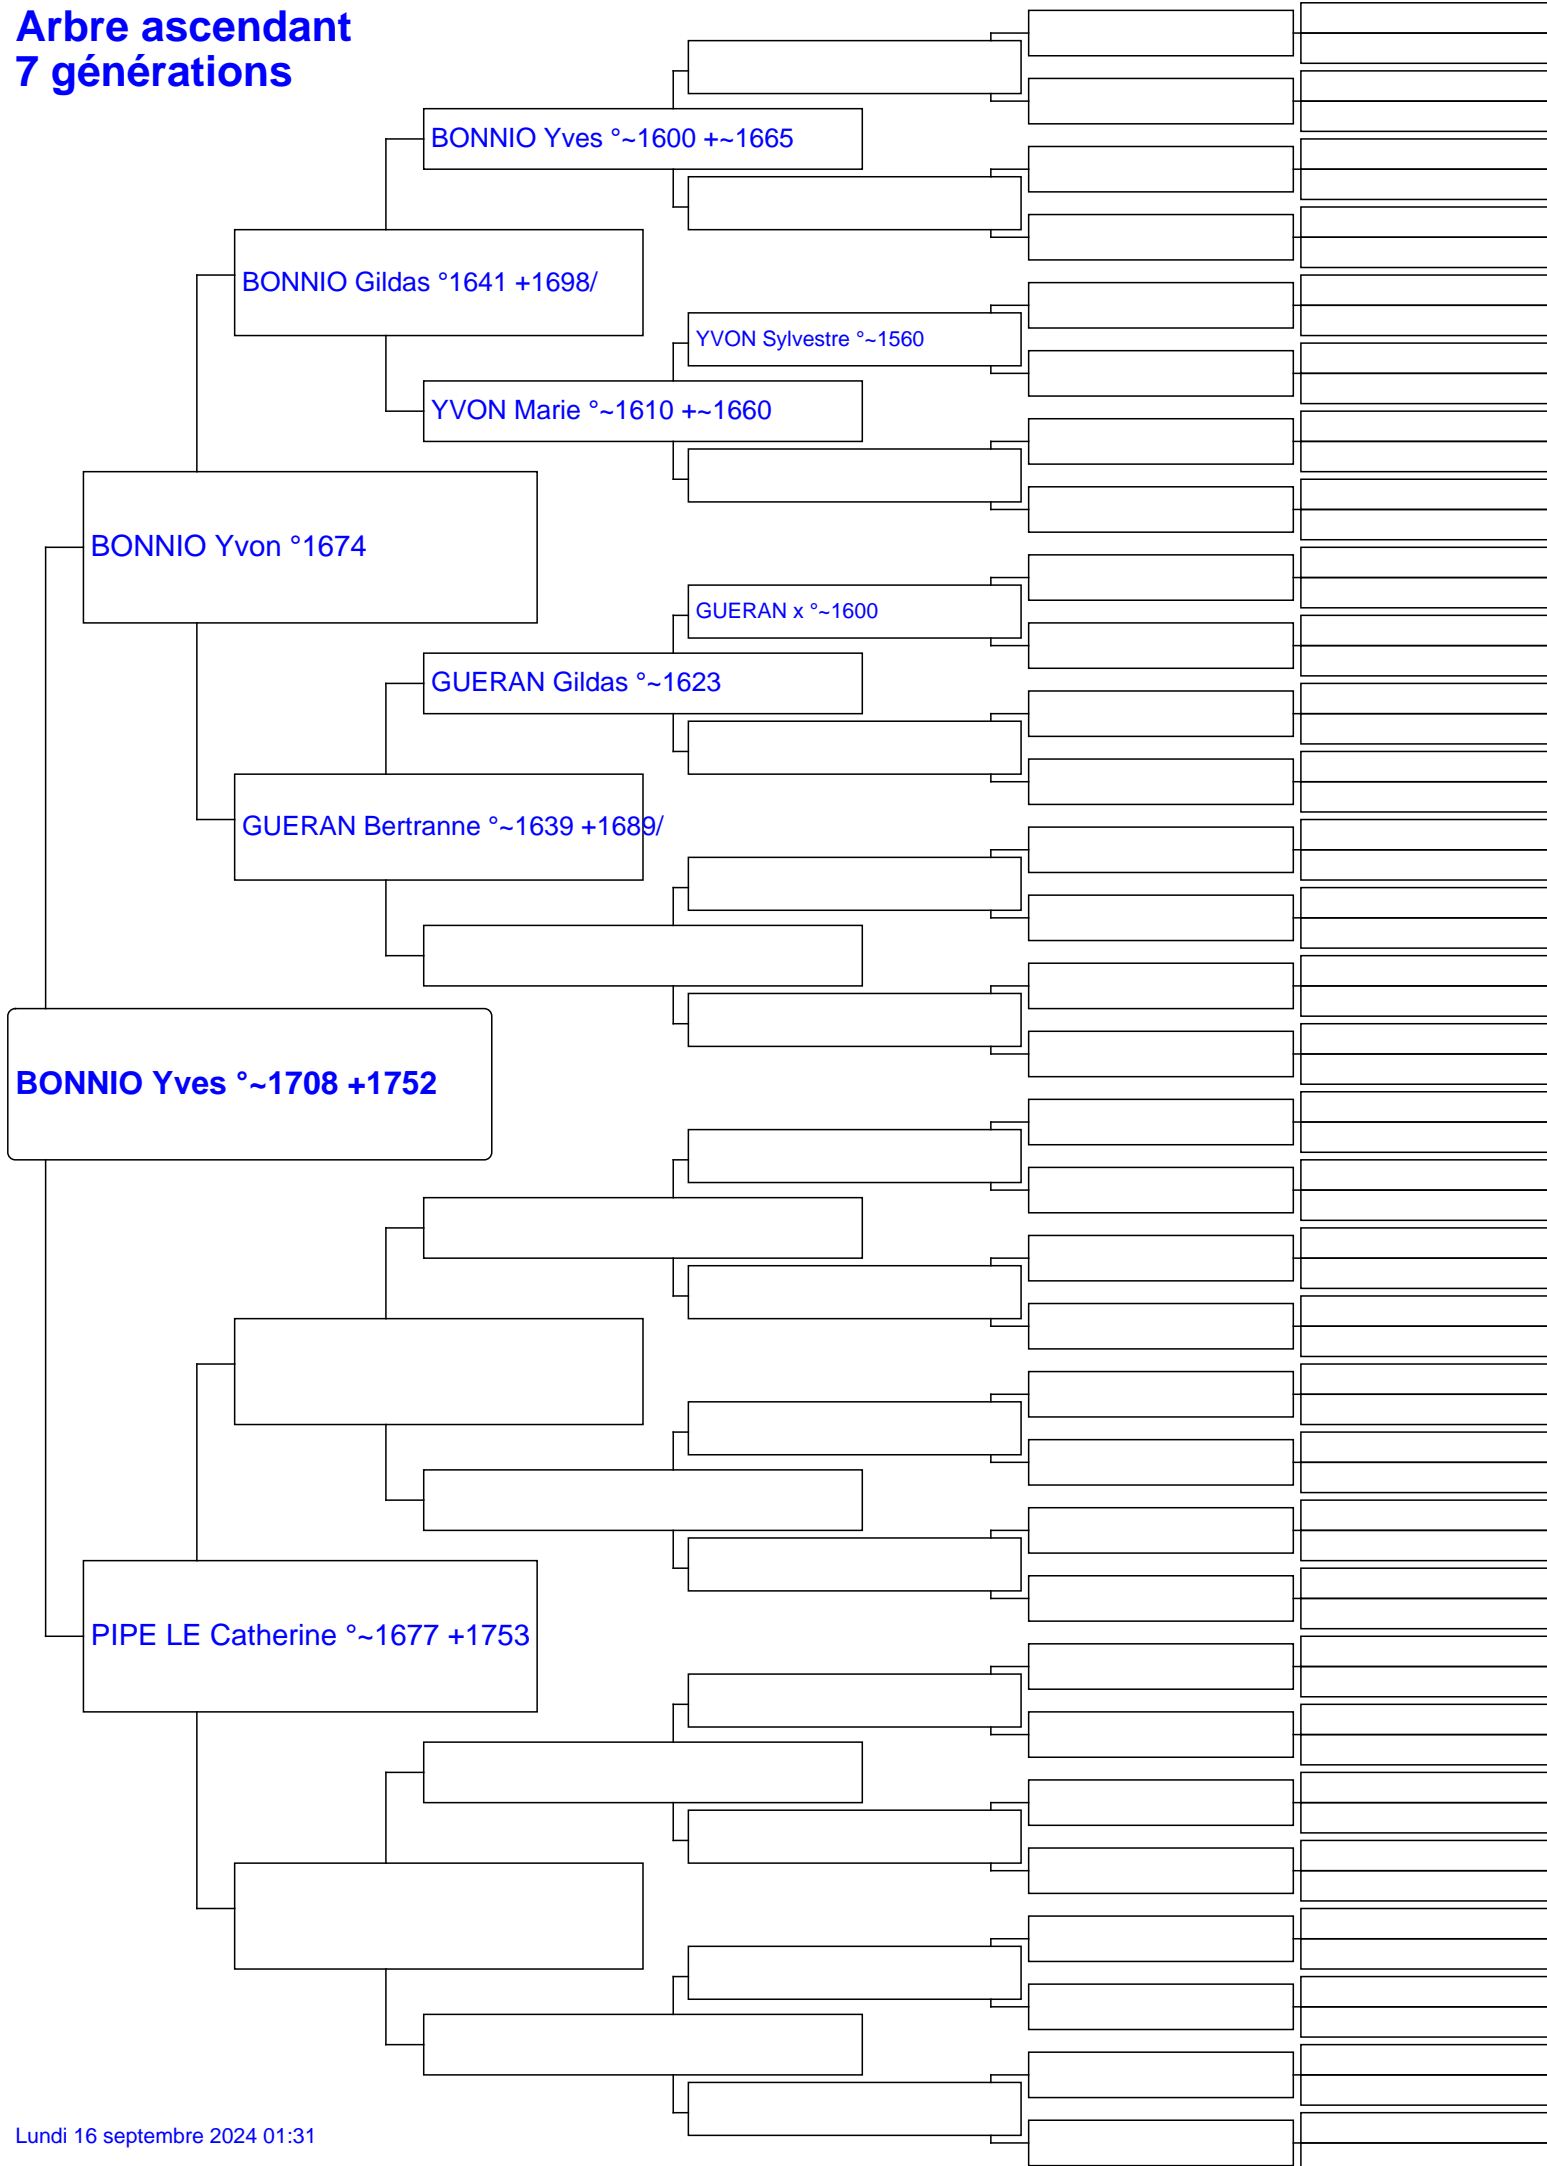 Arbre ascendant
7 générations
BONNIO Yves °~1600 +~1665
BONNIO Gildas °1641 +1698/
YVON Sylvestre °~1560
YVON Marie °~1610 +~1660
BONNIO Yvon °1674
GUERAN x °~1600
GUERAN Gildas °~1623
GUERAN Bertranne °~1639 +1689/
BONNIO Yves °~1708 +1752
PIPE LE Catherine °~1677 +1753
Lundi 16 septembre 2024 01:31